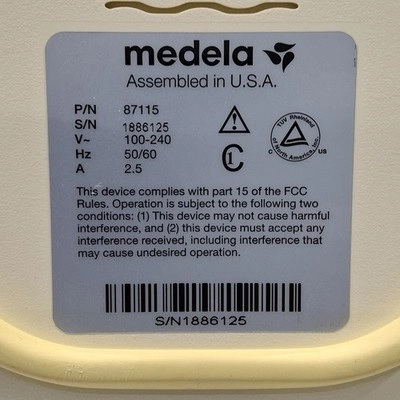 medela
Assembled in U.S.A.
P/N 87115
S/N 1886125
V~ 100-240
Hz 50/60
A 2.5
C1
TUV Rheinland
of North America, Inc.
C US
This device complies with part 15 of the FCC
Rules. Operation is subject to the following two
conditions: (1) This device may not cause harmful
interference, and (2) this device must accept any
interference received, including interference that
may cause undesired operation.
S/N1886125